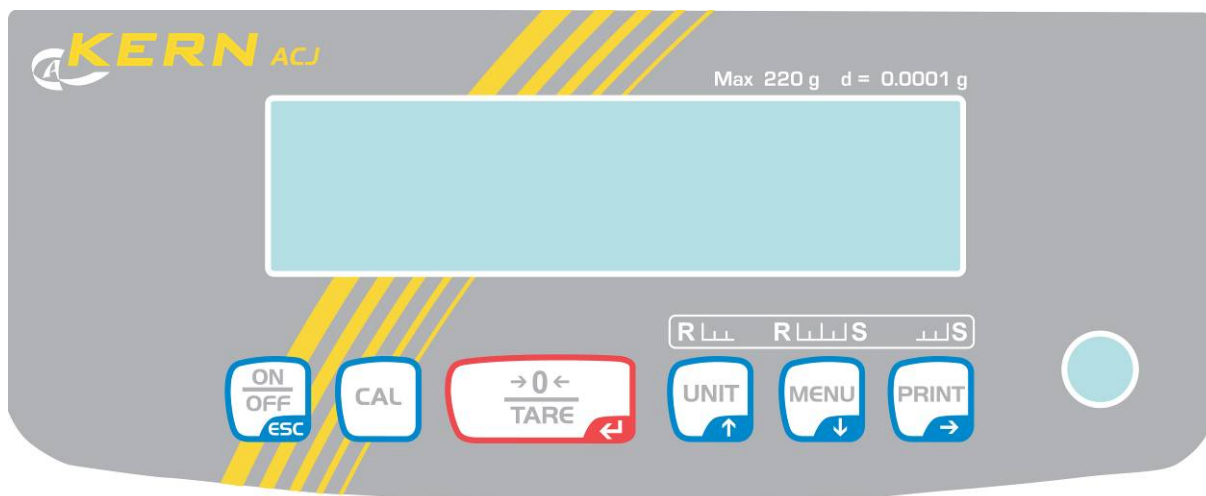 KERN ACJ
Max 220 g d = 0.0001 g
R R S S
ON OFF ESC
CAL
→0← TARE
UNIT ↑
MENU ↓
PRINT →